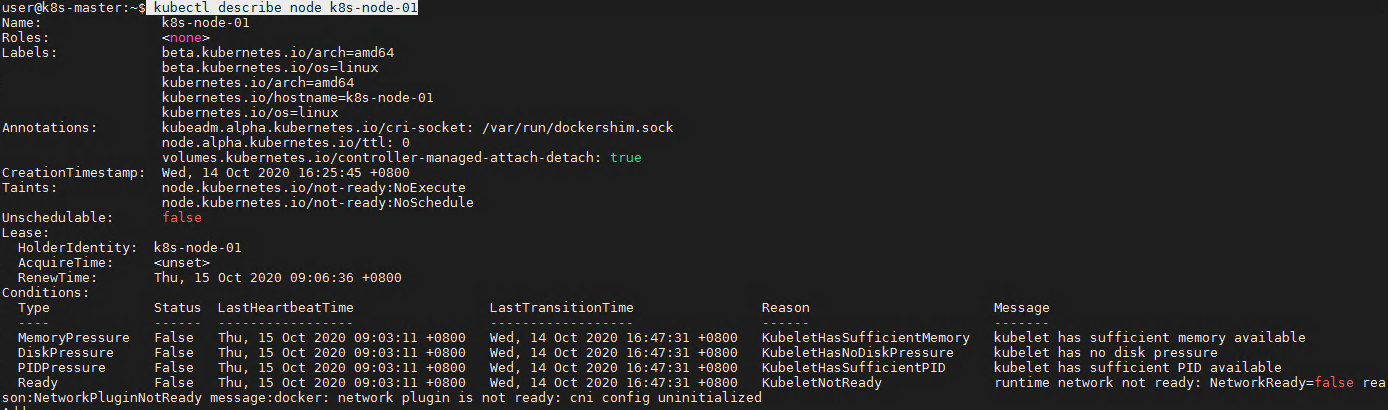 user@k8s-master:~$ kubectl describe node k8s-node-01
Name:               k8s-node-01
Roles:              <none>
Labels:             beta.kubernetes.io/arch=amd64
                    beta.kubernetes.io/os=linux
                    kubernetes.io/arch=amd64
                    kubernetes.io/hostname=k8s-node-01
                    kubernetes.io/os=linux
Annotations:        kubeadm.alpha.kubernetes.io/cri-socket: /var/run/dockershim.sock
                    node.alpha.kubernetes.io/ttl: 0
                    volumes.kubernetes.io/controller-managed-attach-detach: true
CreationTimestamp:  Wed, 14 Oct 2020 16:25:45 +0800
Taints:             node.kubernetes.io/not-ready:NoExecute
                    node.kubernetes.io/not-ready:NoSchedule
Unschedulable:      false
Lease:
  HolderIdentity:  k8s-node-01
  AcquireTime:     <unset>
  RenewTime:       Thu, 15 Oct 2020 09:06:36 +0800
Conditions:
  Type             Status  LastHeartbeatTime                 LastTransitionTime                Reason                       Message
  ----             ------  -----------------                 ------------------                ------                       -------
  MemoryPressure   False   Thu, 15 Oct 2020 09:03:11 +0800   Wed, 14 Oct 2020 16:47:31 +0800   KubeletHasSufficientMemory   kubelet has sufficient memory available
  DiskPressure     False   Thu, 15 Oct 2020 09:03:11 +0800   Wed, 14 Oct 2020 16:47:31 +0800   KubeletHasNoDiskPressure     kubelet has no disk pressure
  PIDPressure      False   Thu, 15 Oct 2020 09:03:11 +0800   Wed, 14 Oct 2020 16:47:31 +0800   KubeletHasSufficientPID      kubelet has sufficient PID available
  Ready            False   Thu, 15 Oct 2020 09:03:11 +0800   Wed, 14 Oct 2020 16:47:31 +0800   KubeletNotReady              runtime network not ready: NetworkReady=false rea
son:NetworkPluginNotReady message:docker: network plugin is not ready: cni config uninitialized